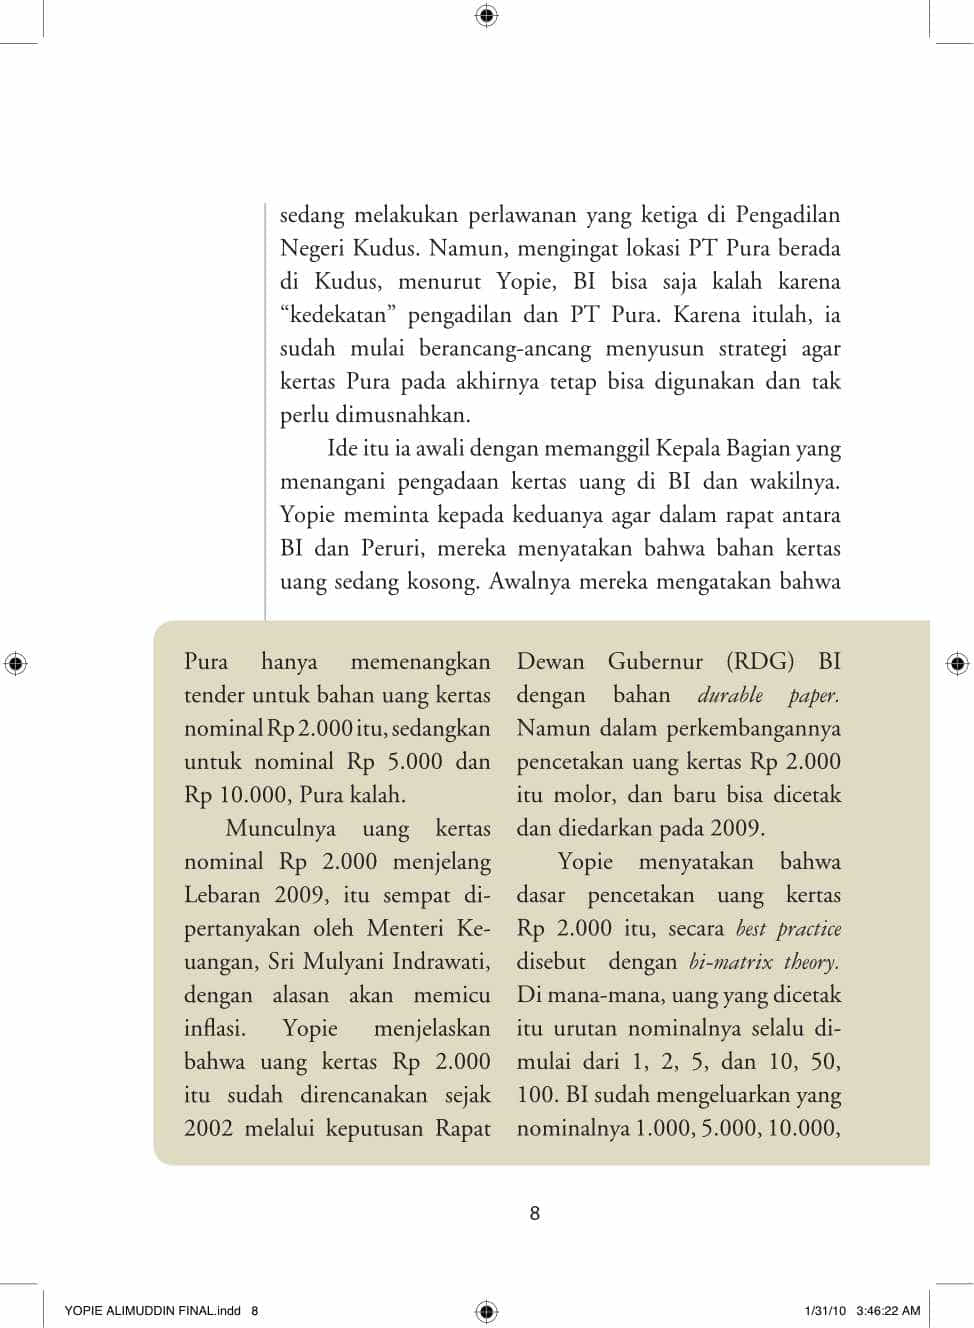 sedang melakukan perlawanan yang ketiga di Pengadilan
Negeri Kudus. Namun, mengingat lokasi PT Pura berada
di Kudus, menurut Yopie, BI bisa saja kalah karena
“kedekatan” pengadilan dan PT Pura. Karena itulah, ia
sudah mulai berancang-ancang menyusun strategi agar
kertas Pura pada akhirnya tetap bisa digunakan dan tak
perlu dimusnahkan.
Ide itu ia awali dengan memanggil Kepala Bagian yang
menangani pengadaan kertas uang di BI dan wakilnya.
Yopie meminta kepada keduanya agar dalam rapat antara
BI dan Peruri, mereka menyatakan bahwa bahan kertas
uang sedang kosong. Awalnya mereka mengatakan bahwa
Pura hanya memenangkan
tender untuk bahan uang kertas
nominal Rp 2.000 itu, sedangkan
untuk nominal Rp 5.000 dan
Rp 10.000, Pura kalah.
Munculnya uang kertas
nominal Rp 2.000 menjelang
Lebaran 2009, itu sempat di-
pertanyakan oleh Menteri Ke-
uangan, Sri Mulyani Indrawati,
dengan alasan akan memicu
inflasi. Yopie menjelaskan
bahwa uang kertas Rp 2.000
itu sudah direncanakan sejak
2002 melalui keputusan Rapat
Dewan Gubernur (RDG) BI
dengan bahan durable paper.
Namun dalam perkembangannya
pencetakan uang kertas Rp 2.000
itu molor, dan baru bisa dicetak
dan diedarkan pada 2009.
Yopie menyatakan bahwa
dasar pencetakan uang kertas
Rp 2.000 itu, secara best practice
disebut dengan bi-matrix theory.
Di mana-mana, uang yang dicetak
itu urutan nominalnya selalu di-
mulai dari 1, 2, 5, dan 10, 50,
100. BI sudah mengeluarkan yang
nominalnya 1.000, 5.000, 10.000,
8
YOPIE ALIMUDDIN FINAL.indd 8
1/31/10 3:46:22 AM